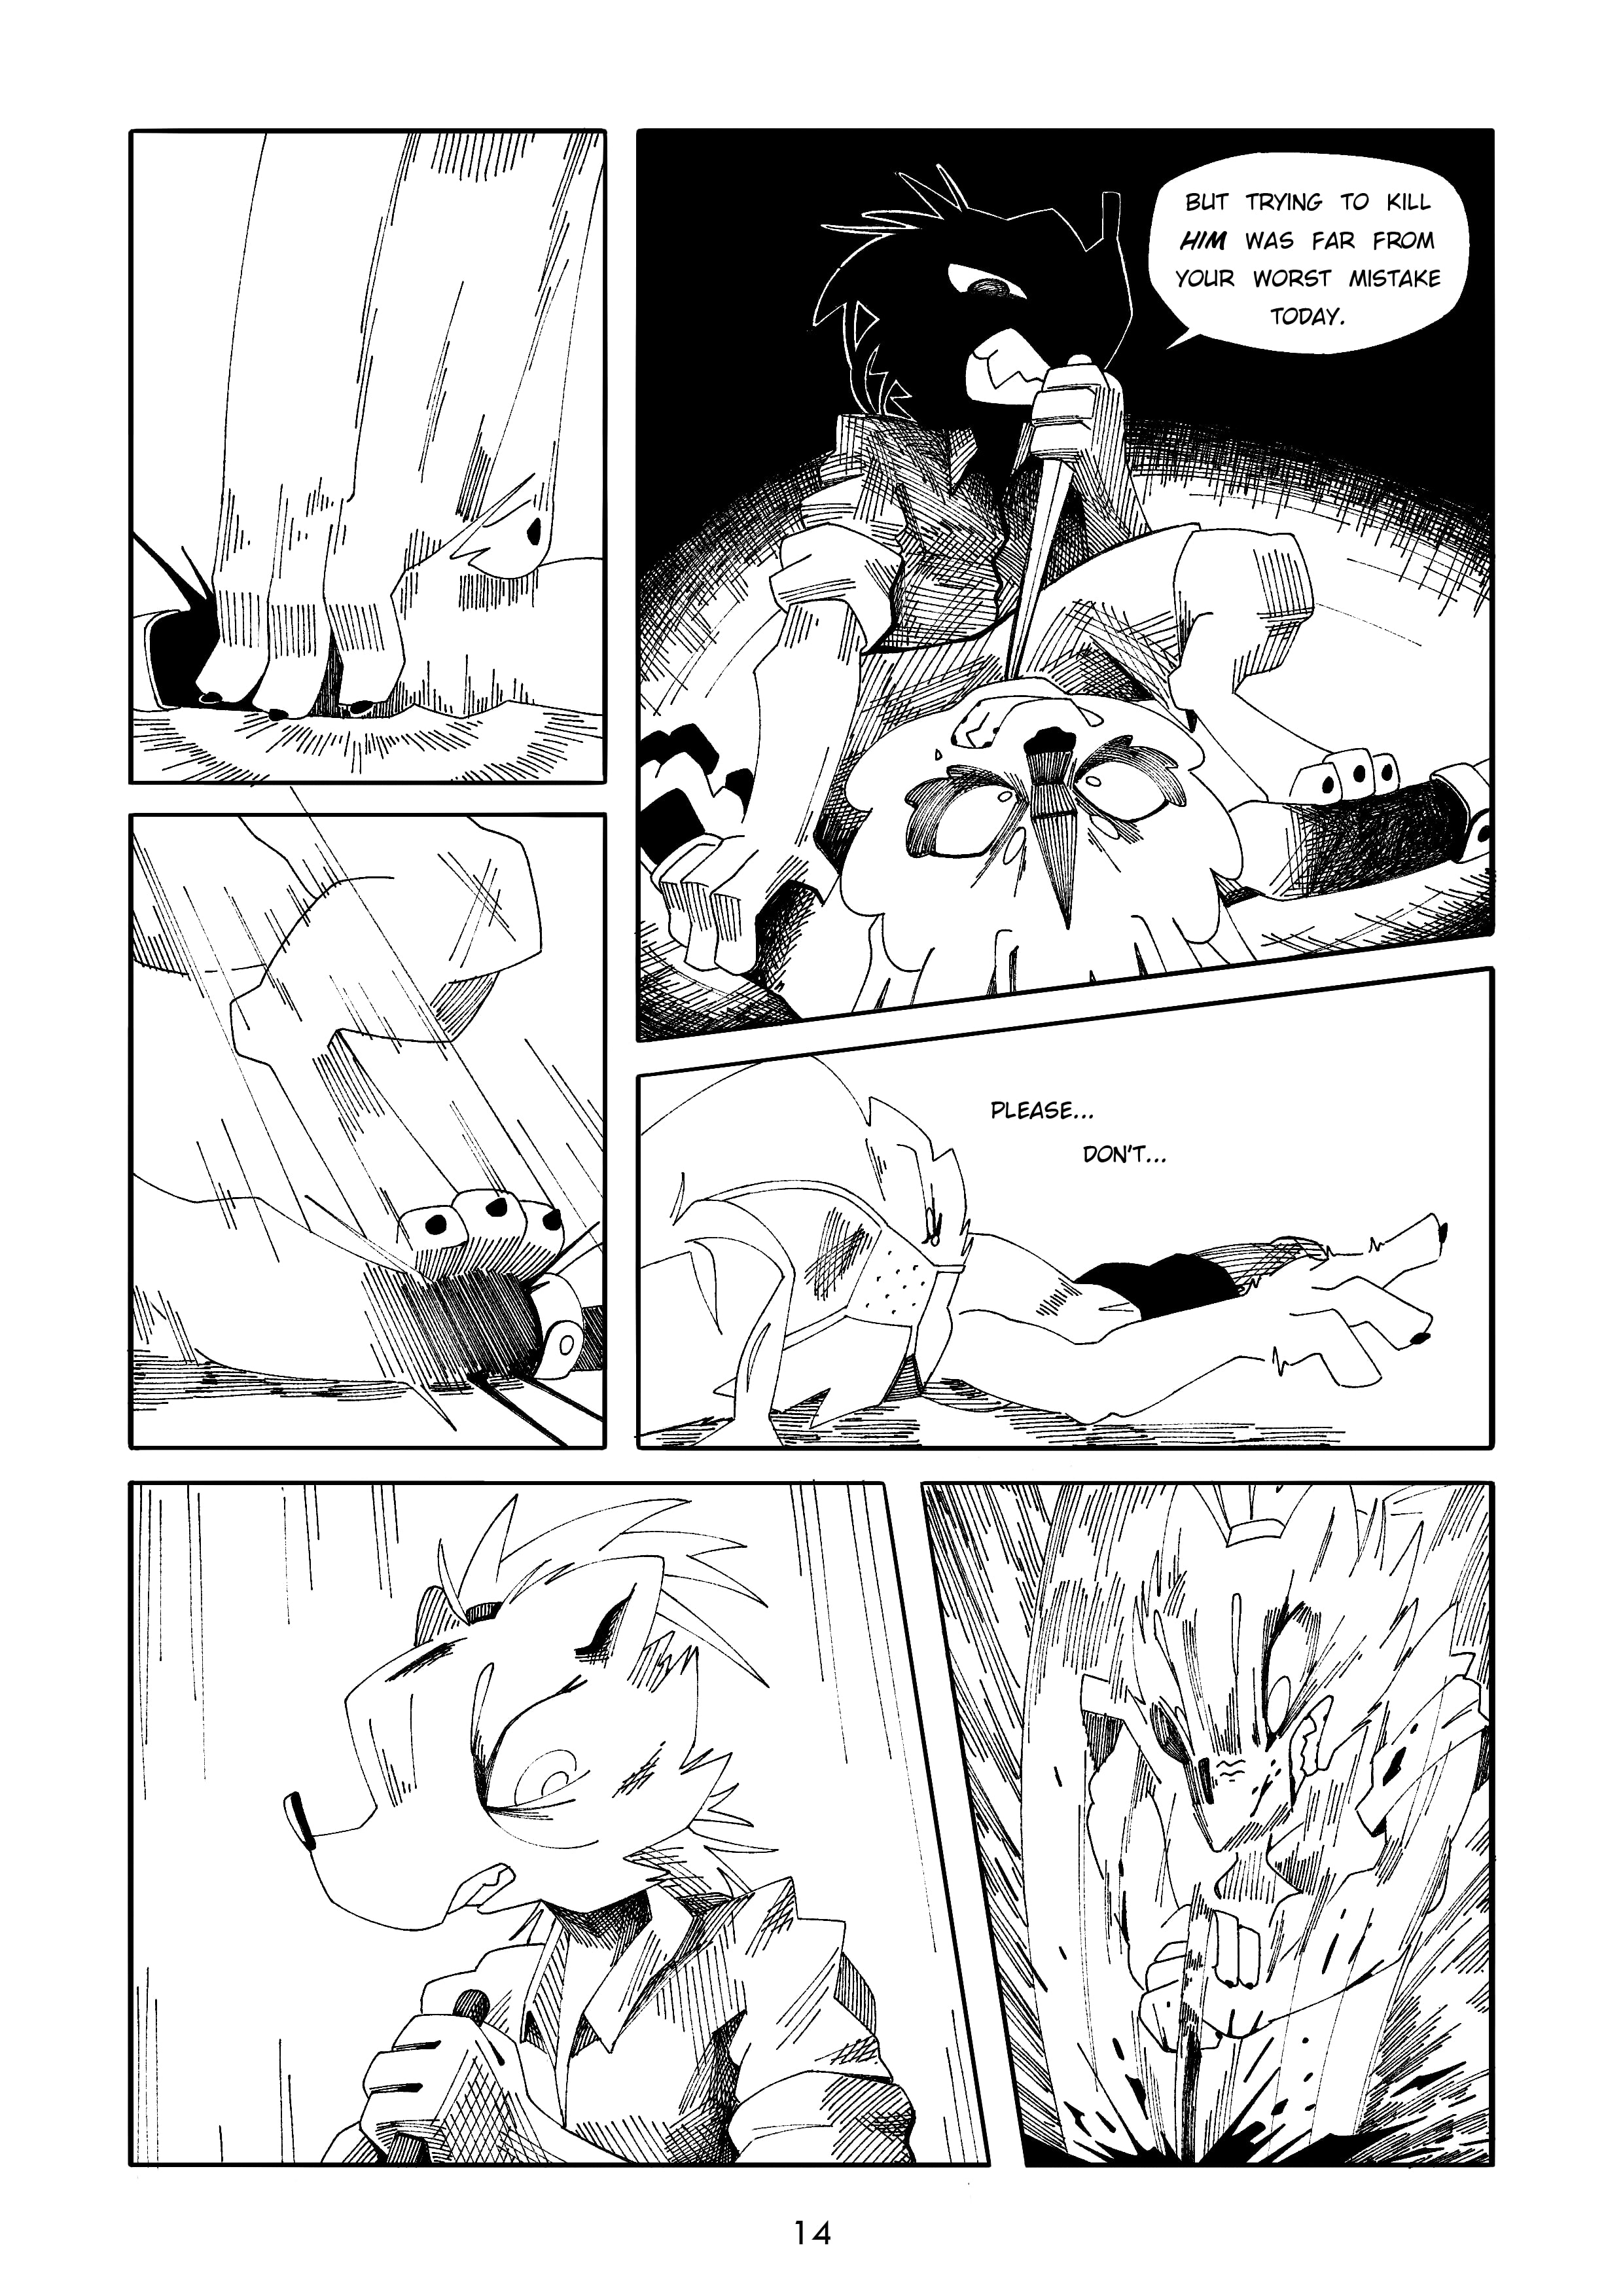 BUT TRYING TO KILL
HIM WAS FAR FROM
YOUR WORST MISTAKE
TODAY.
PLEASE...
DON'T...
14